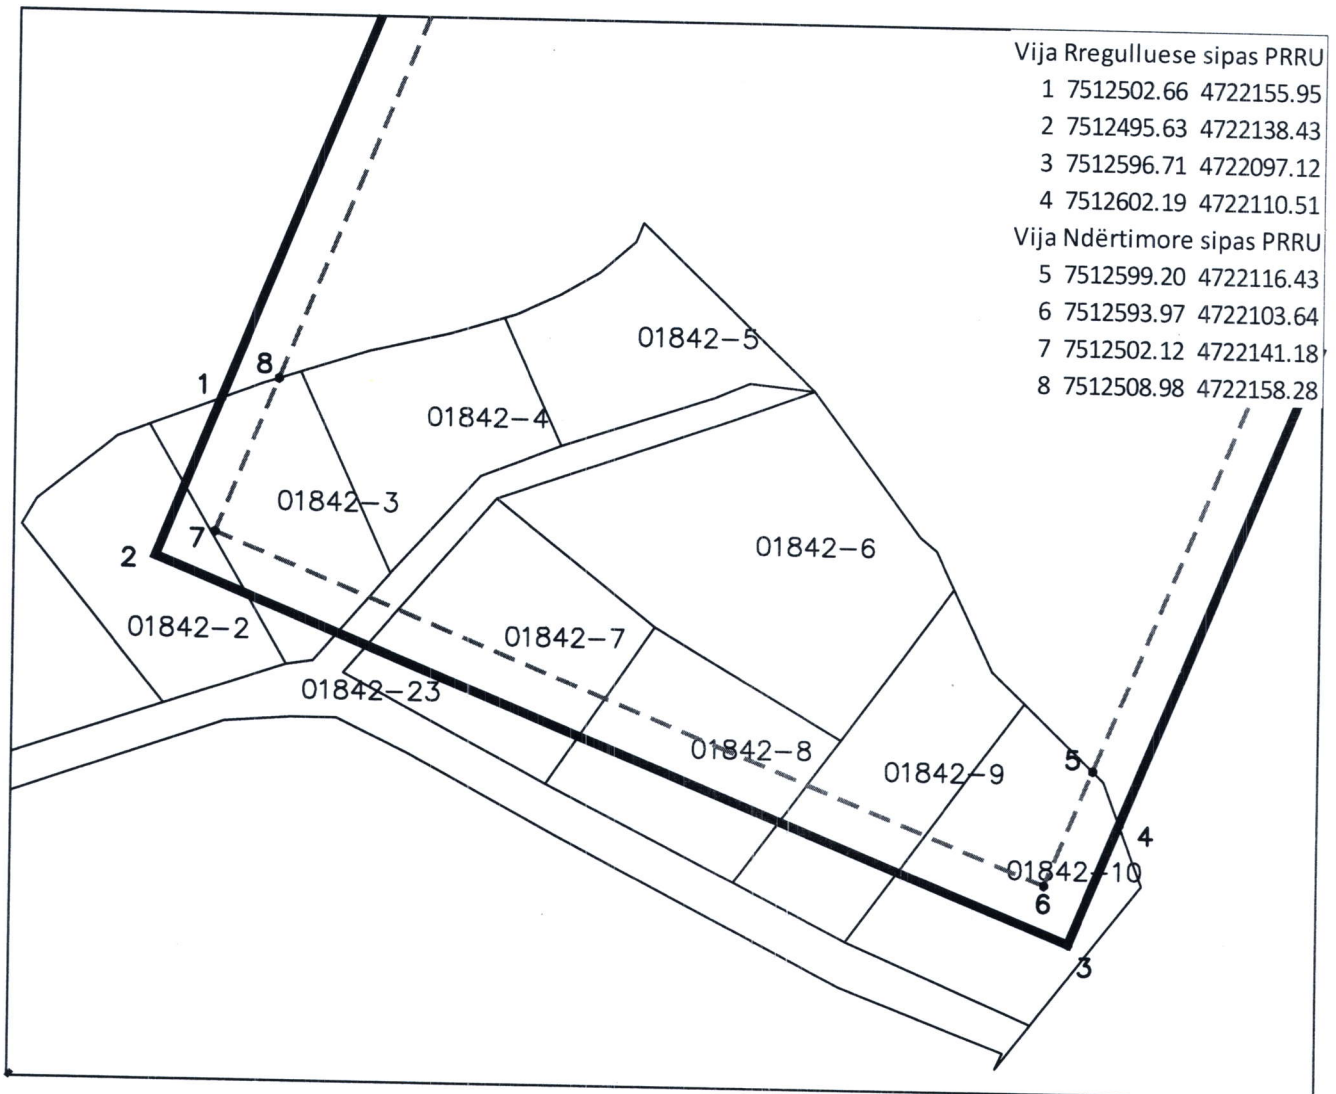 Vija Rregulluese sipas PRRU
1 7512502.66 4722155.95
2 7512495.63 4722138.43
3 7512596.71 4722097.12
4 7512602.19 4722110.51
Vija Ndërtimore sipas PRRU
5 7512599.20 4722116.43
6 7512593.97 4722103.64
7 7512502.12 4722141.18
8 7512508.98 4722158.28
01842-5
8
1
01842-4
01842-3
7
2
01842-6
01842-2
01842-7
01842-23
01842-8
5
01842-9
4
01842-10
6
3